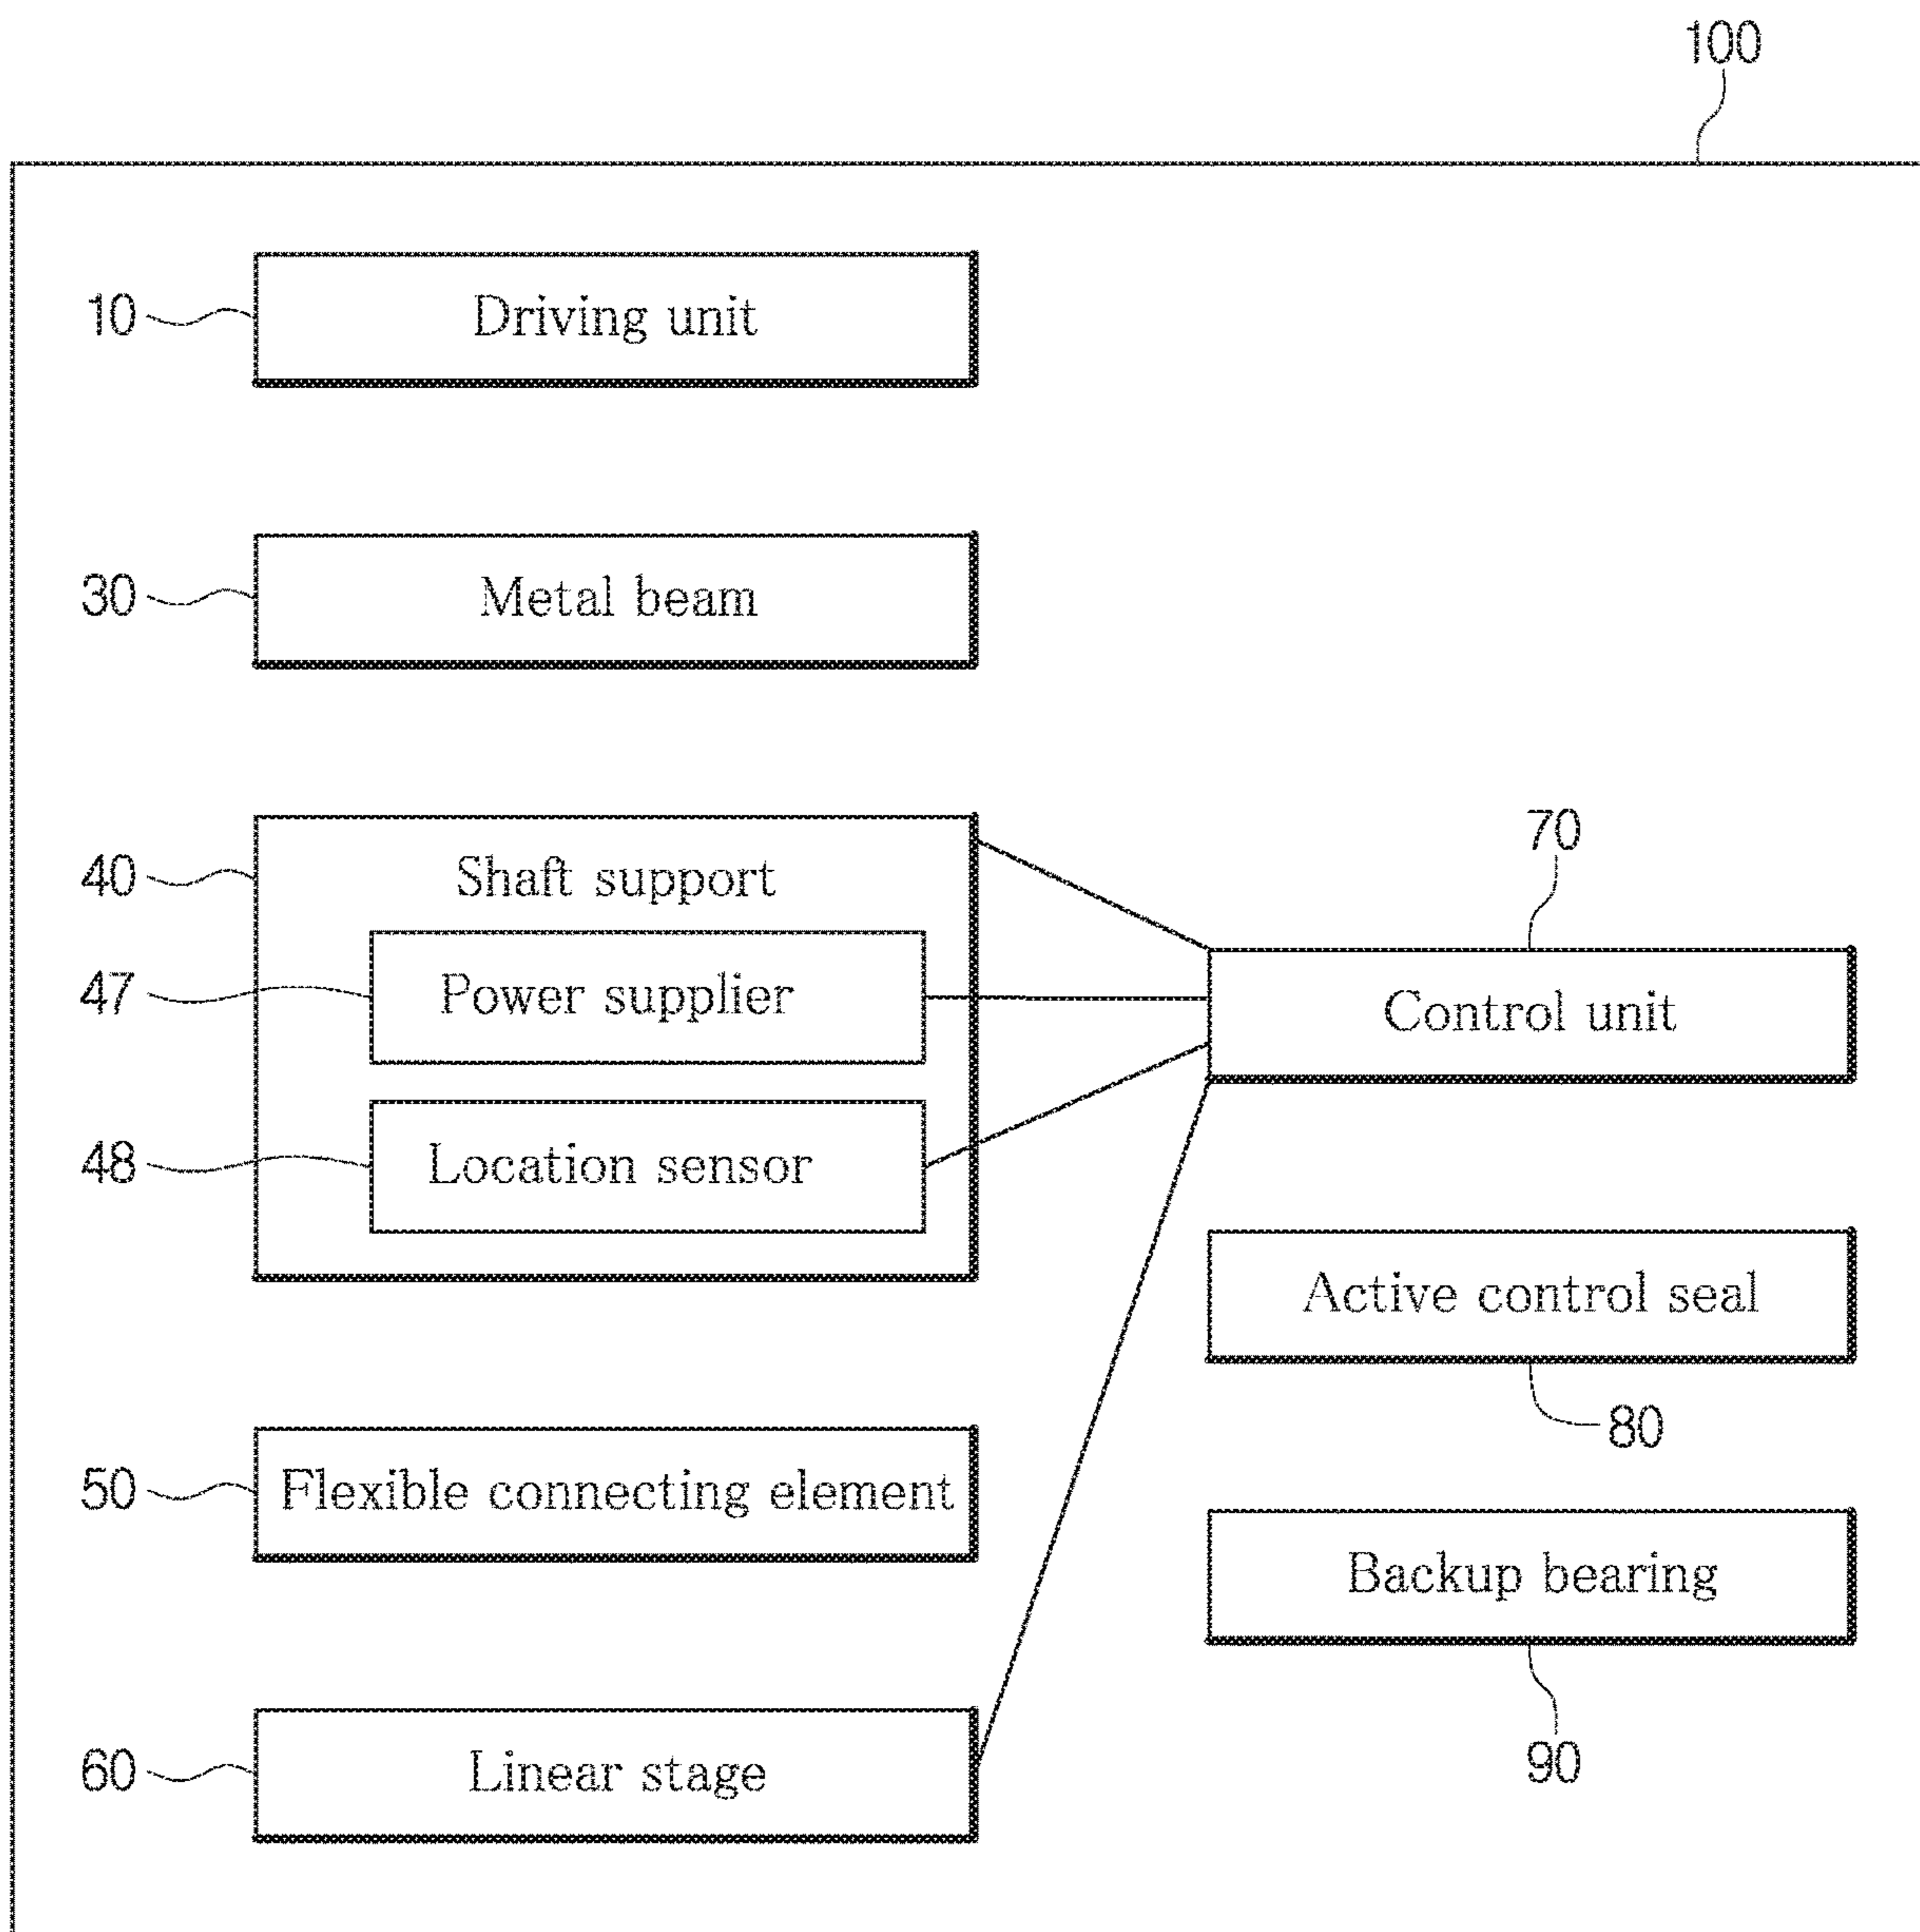 100
10 Driving unit
30 Metal beam
40 Shaft support
47 Power supplier
48 Location sensor
50 Flexible connecting element
60 Linear stage
70
Control unit
Active control seal
80
Backup bearing
90